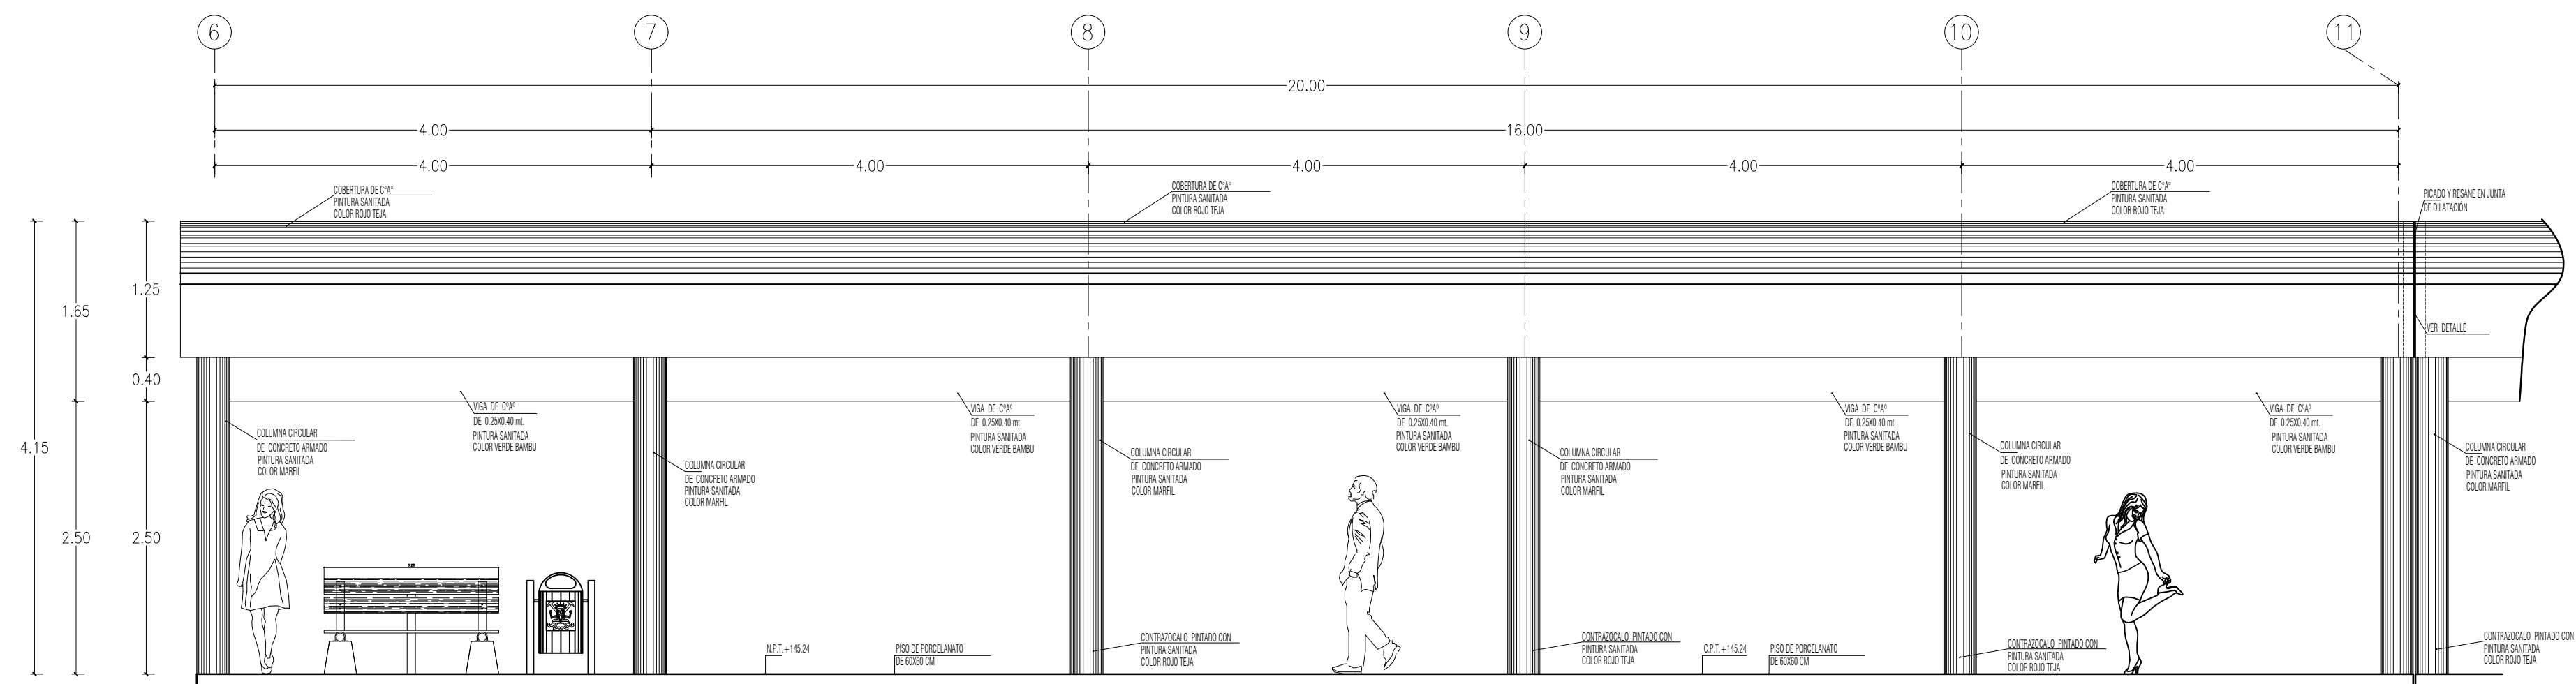 6
7
8
9
10
11
20.00
4.00
16.00
4.00
4.00
4.00
4.00
4.00
COBERTURA DE C°A°
PINTURA SANITADA
COLOR ROJO TEJA
COBERTURA DE C°A°
PINTURA SANITADA
COLOR ROJO TEJA
COBERTURA DE C°A°
PINTURA SANITADA
COLOR ROJO TEJA
PICADO Y RESANE EN JUNTA
DE DILATACIÓN
VER DETALLE
4.15
1.65
2.50
1.25
0.40
2.50
COLUMNA CIRCULAR
DE CONCRETO ARMADO
PINTURA SANITADA
COLOR MARFIL
VIGA DE CºAº
DE 0.25X0.40 mt.
PINTURA SANITADA
COLOR VERDE BAMBU
COLUMNA CIRCULAR
DE CONCRETO ARMADO
PINTURA SANITADA
COLOR MARFIL
VIGA DE CºAº
DE 0.25X0.40 mt.
PINTURA SANITADA
COLOR VERDE BAMBU
COLUMNA CIRCULAR
DE CONCRETO ARMADO
PINTURA SANITADA
COLOR MARFIL
VIGA DE CºAº
DE 0.25X0.40 mt.
PINTURA SANITADA
COLOR VERDE BAMBU
COLUMNA CIRCULAR
DE CONCRETO ARMADO
PINTURA SANITADA
COLOR MARFIL
VIGA DE CºAº
DE 0.25X0.40 mt.
PINTURA SANITADA
COLOR VERDE BAMBU
COLUMNA CIRCULAR
DE CONCRETO ARMADO
PINTURA SANITADA
COLOR MARFIL
VIGA DE CºAº
DE 0.25X0.40 mt.
PINTURA SANITADA
COLOR VERDE BAMBU
COLUMNA CIRCULAR
DE CONCRETO ARMADO
PINTURA SANITADA
COLOR MARFIL
N.P.T.+145.24
PISO DE PORCELANATO
DE 60X60 CM
CONTRAZOCALO PINTADO CON
PINTURA SANITADA
COLOR ROJO TEJA
CONTRAZOCALO PINTADO CON
PINTURA SANITADA
COLOR ROJO TEJA
C.P.T.+145.24
PISO DE PORCELANATO
DE 60X60 CM
CONTRAZOCALO PINTADO CON
PINTURA SANITADA
COLOR ROJO TEJA
CONTRAZOCALO PINTADO CON
PINTURA SANITADA
COLOR ROJO TEJA